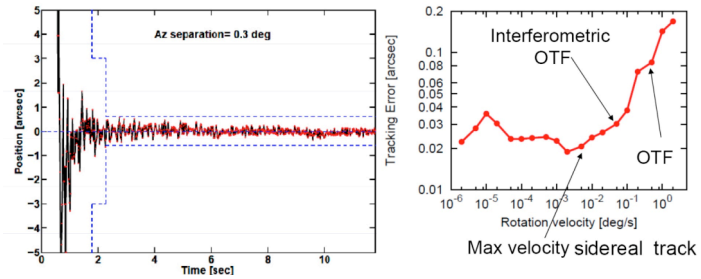 Az separation= 0.3 deg
Position [arcsec]
5
4
3
2
1
0
−1
−2
−3
−4
−5
0
2
4
6
8
10
Time [sec]
Tracking Error [arcsec]
0.2
0.1
0.08
0.06
0.04
0.03
0.02
0.01
Interferometric
OTF
OTF
10⁻⁶ 10⁻⁵ 10⁻⁴ 10⁻³ 10⁻² 10⁻¹ 10⁰
Rotation velocity [deg/s]
Max velocity sidereal track